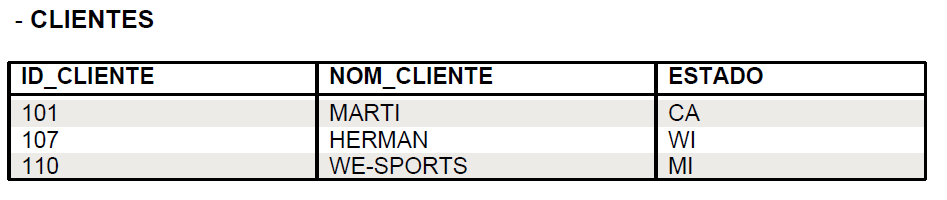 - CLIENTES
ID_CLIENTE NOM_CLIENTE ESTADO
101 MARTI CA
107 HERMAN WI
110 WE-SPORTS MI